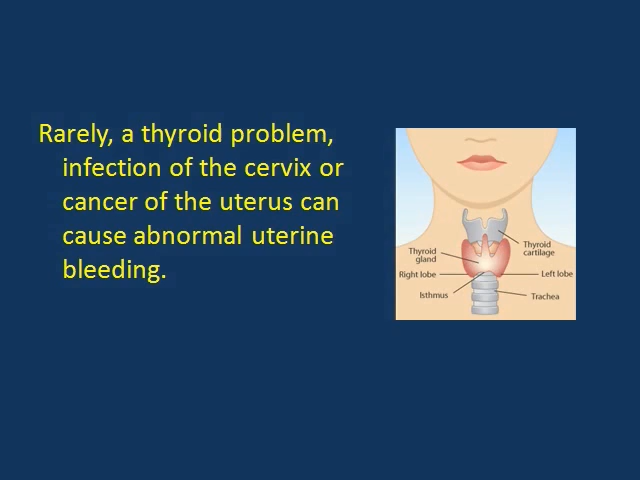 Rarely, a thyroid problem,
infection of the cervix or
cancer of the uterus can
cause abnormal uterine
bleeding.
Thyroid
gland
Thyroid
cartilage
Right lobe
Left lobe
Isthmus
Trachea